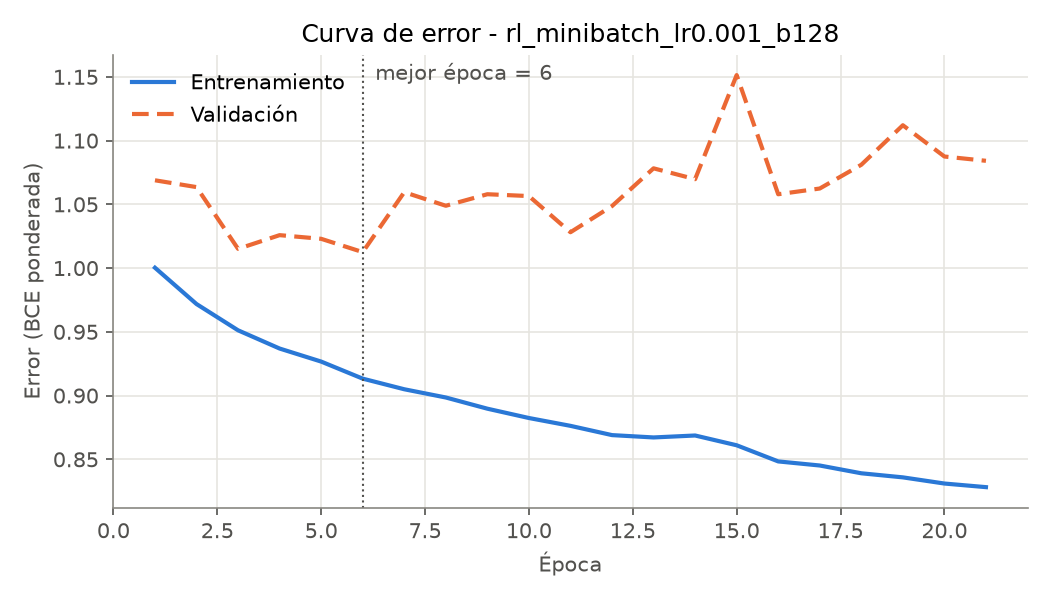 Curva de error - rl_minibatch_lr0.001_b128
Entrenamiento
Validación
mejor época = 6
Error (BCE ponderada)
1.15
1.10
1.05
1.00
0.95
0.90
0.85
0.0 2.5 5.0 7.5 10.0 12.5 15.0 17.5 20.0
Época